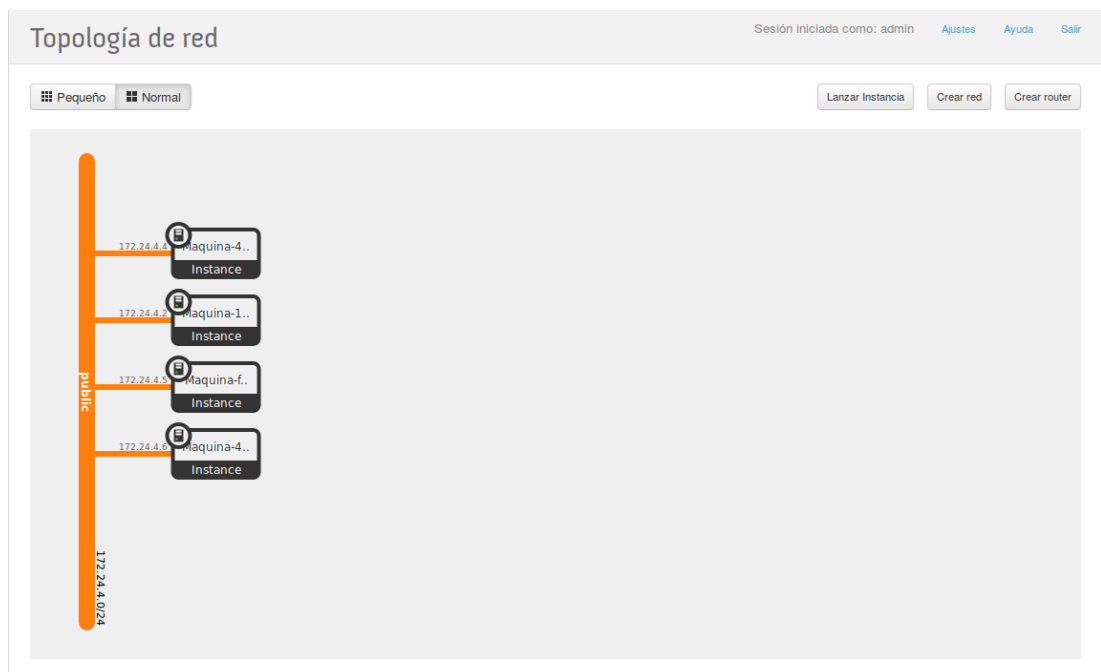 Topología de red
Sesión iniciada como: admin Ajustes Ayuda Salir
Pequeño Normal
Lanzar Instancia Crear red Crear router
172.24.4.4 Maquina-4..
Instance
172.24.4.2 Maquina-1..
Instance
172.24.4.5 Maquina-f..
Instance
172.24.4.6 Maquina-4..
Instance
public
172.24.4.0/24